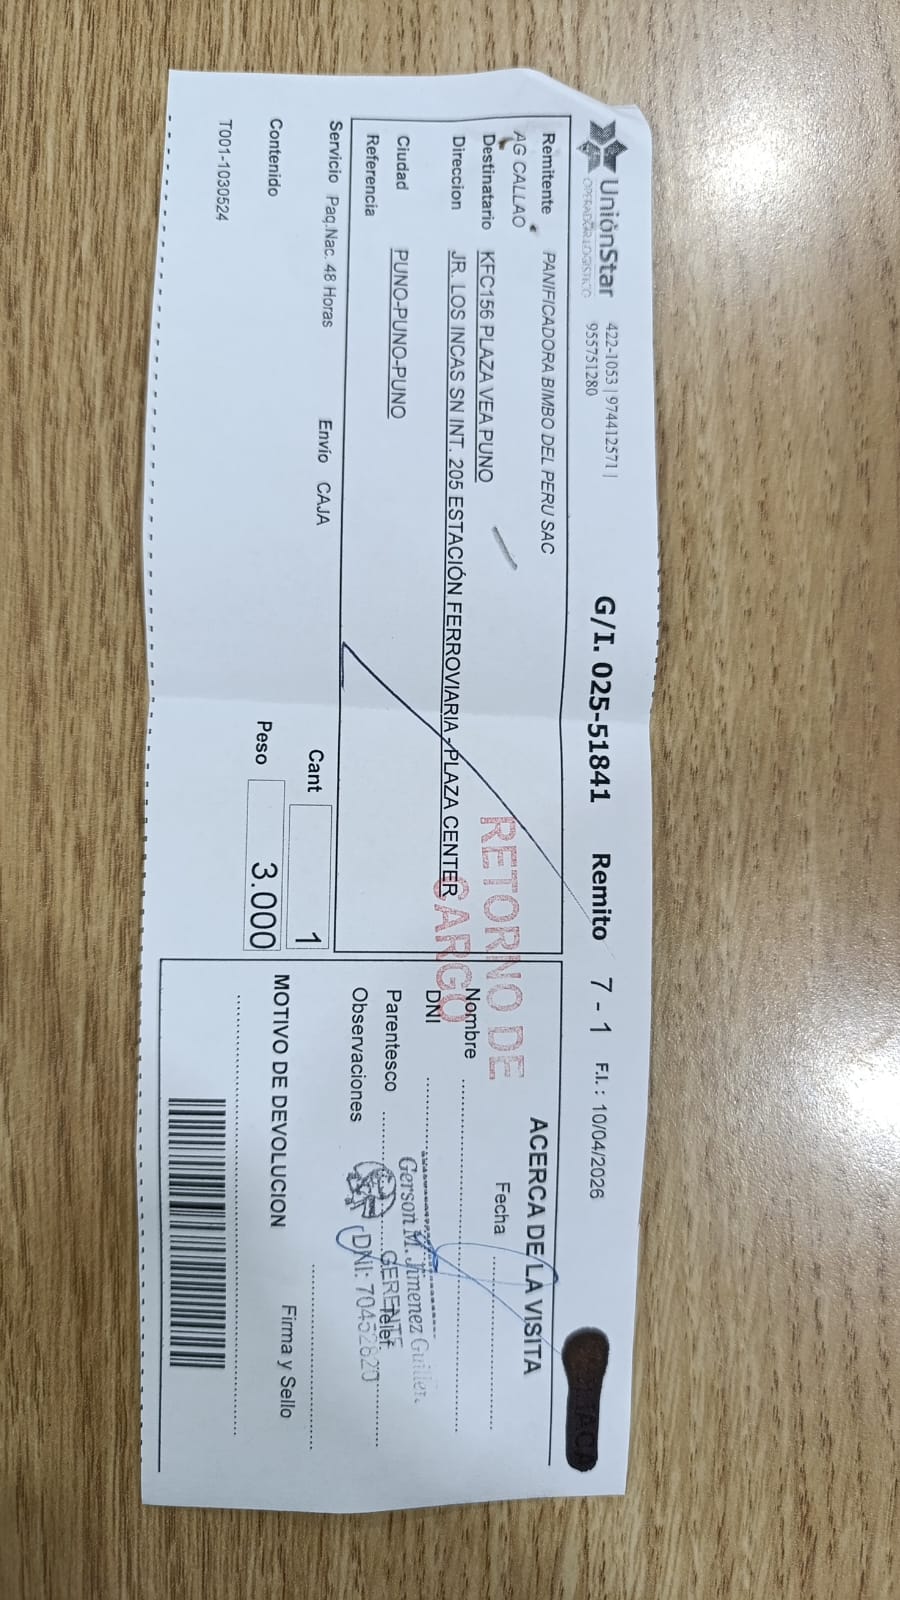 UniónStar
OPERADOR LOGISTICO
422-1053 | 974412571 |
955751280
G/I. 025-51841 Remito 7 - 1 F.I. : 10/04/2026
Remitente PANIFICADORA BIMBO DEL PERU SAC
AG CALLAO
Destinatario KFC156 PLAZA VEA PUNO
Direccion JR. LOS INCAS SN INT. 205 ESTACIÓN FERROVIARIA - PLAZA CENTER
Ciudad PUNO-PUNO-PUNO
Referencia
Servicio Paq.Nac. 48 Horas Envío CAJA Cant 1
Contenido Peso 3.000
T001-1030524
RETORNO DE
CARGO
ACERCA DE LA VISITA
Fecha
Nombre
DNI
Parentesco Telef.
Observaciones
Gerson M. Jimenez Guillen
GERENTE
DNI: 70452820
MOTIVO DE DEVOLUCION Firma y Sello